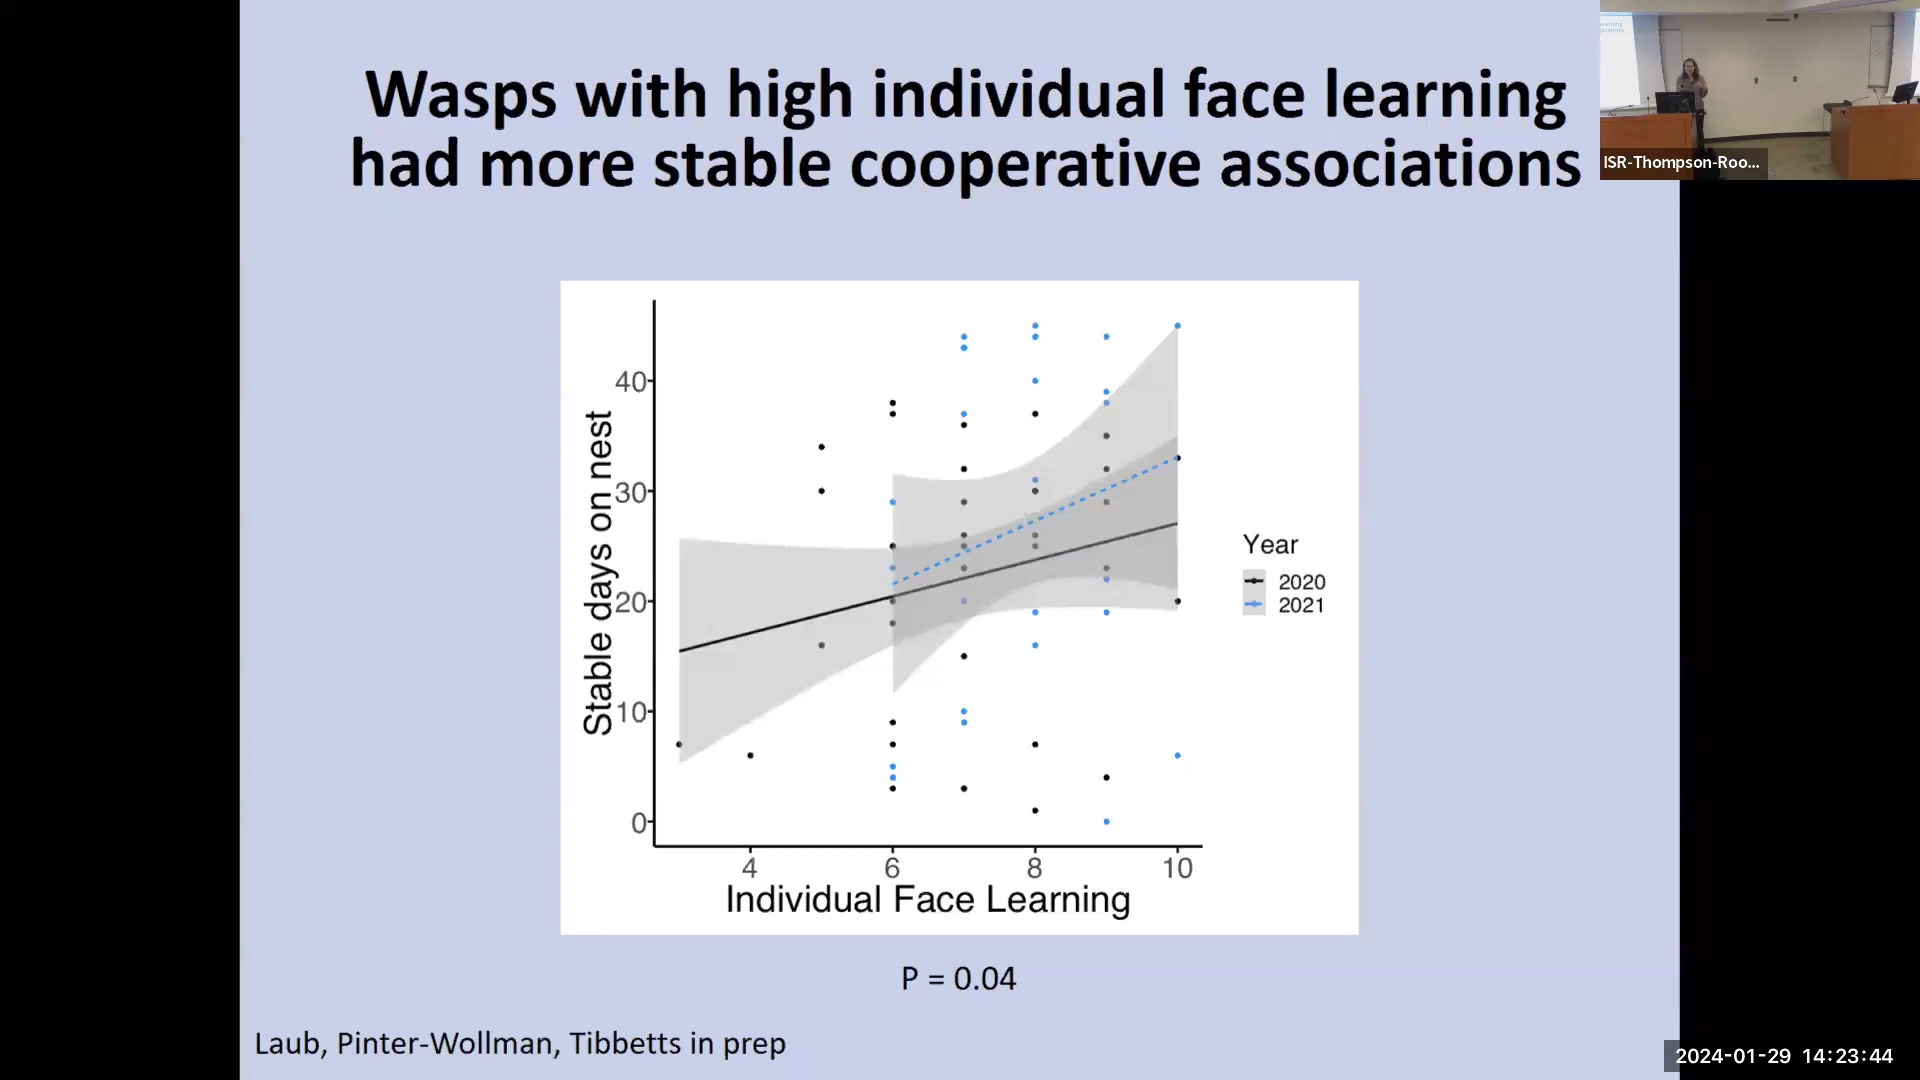 Wasps with high individual face learning
had more stable cooperative associations
ISR-Thompson-Roo...
Stable days on nest
40
30
20
10
0
4 6 8 10
Individual Face Learning
Year
2020
2021
P = 0.04
Laub, Pinter-Wollman, Tibbetts in prep
2024-01-29 14:23:44